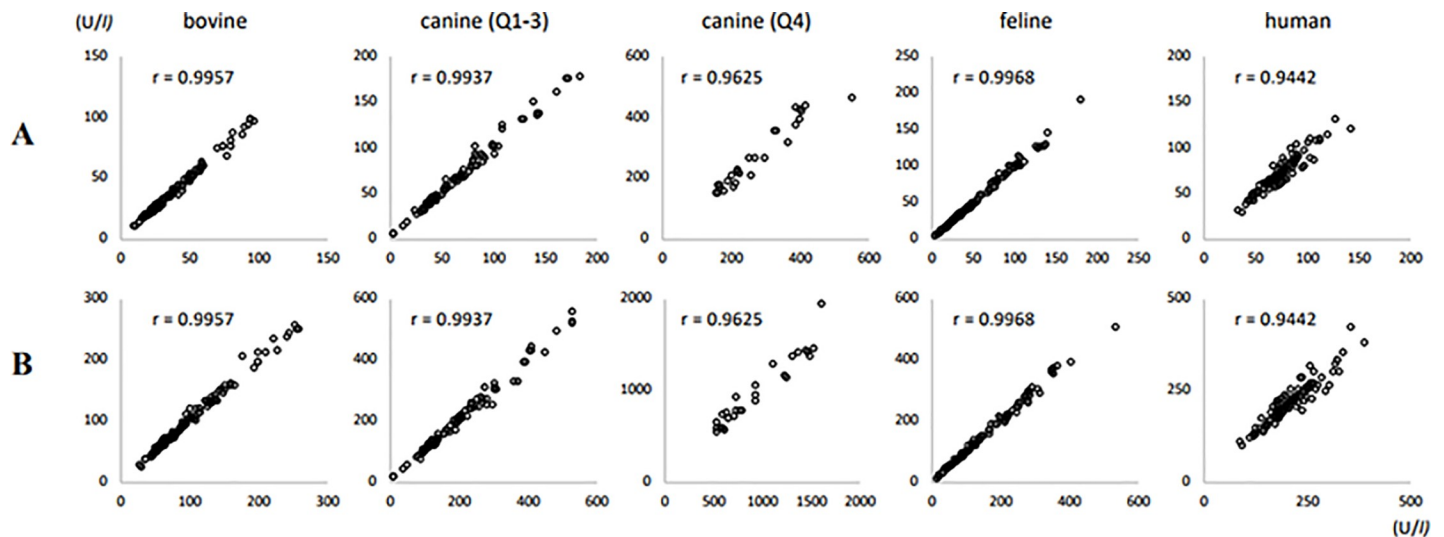 (U/l) bovine canine (Q1-3) canine (Q4) feline human
A
150 200 600 250 200
r = 0.9957 r = 0.9937 r = 0.9625 r = 0.9968 r = 0.9442
200
100 150 400 150 150
100 100 100
50 200 50
50 50
0 0 0 0 0
0 50 100 150 0 50 100 150 200 0 200 400 600 0 50 100 150 200 250 0 50 100 150 200
B
300 600 2000 600 500
r = 0.9957 r = 0.9937 r = 0.9625 r = 0.9968 r = 0.9442
200 400 400
1000 250
100 200 200
0 0 0 0 0
0 100 200 300 0 200 400 600 0 500 1000 1500 2000 0 200 400 600 0 250 500
(U/l)